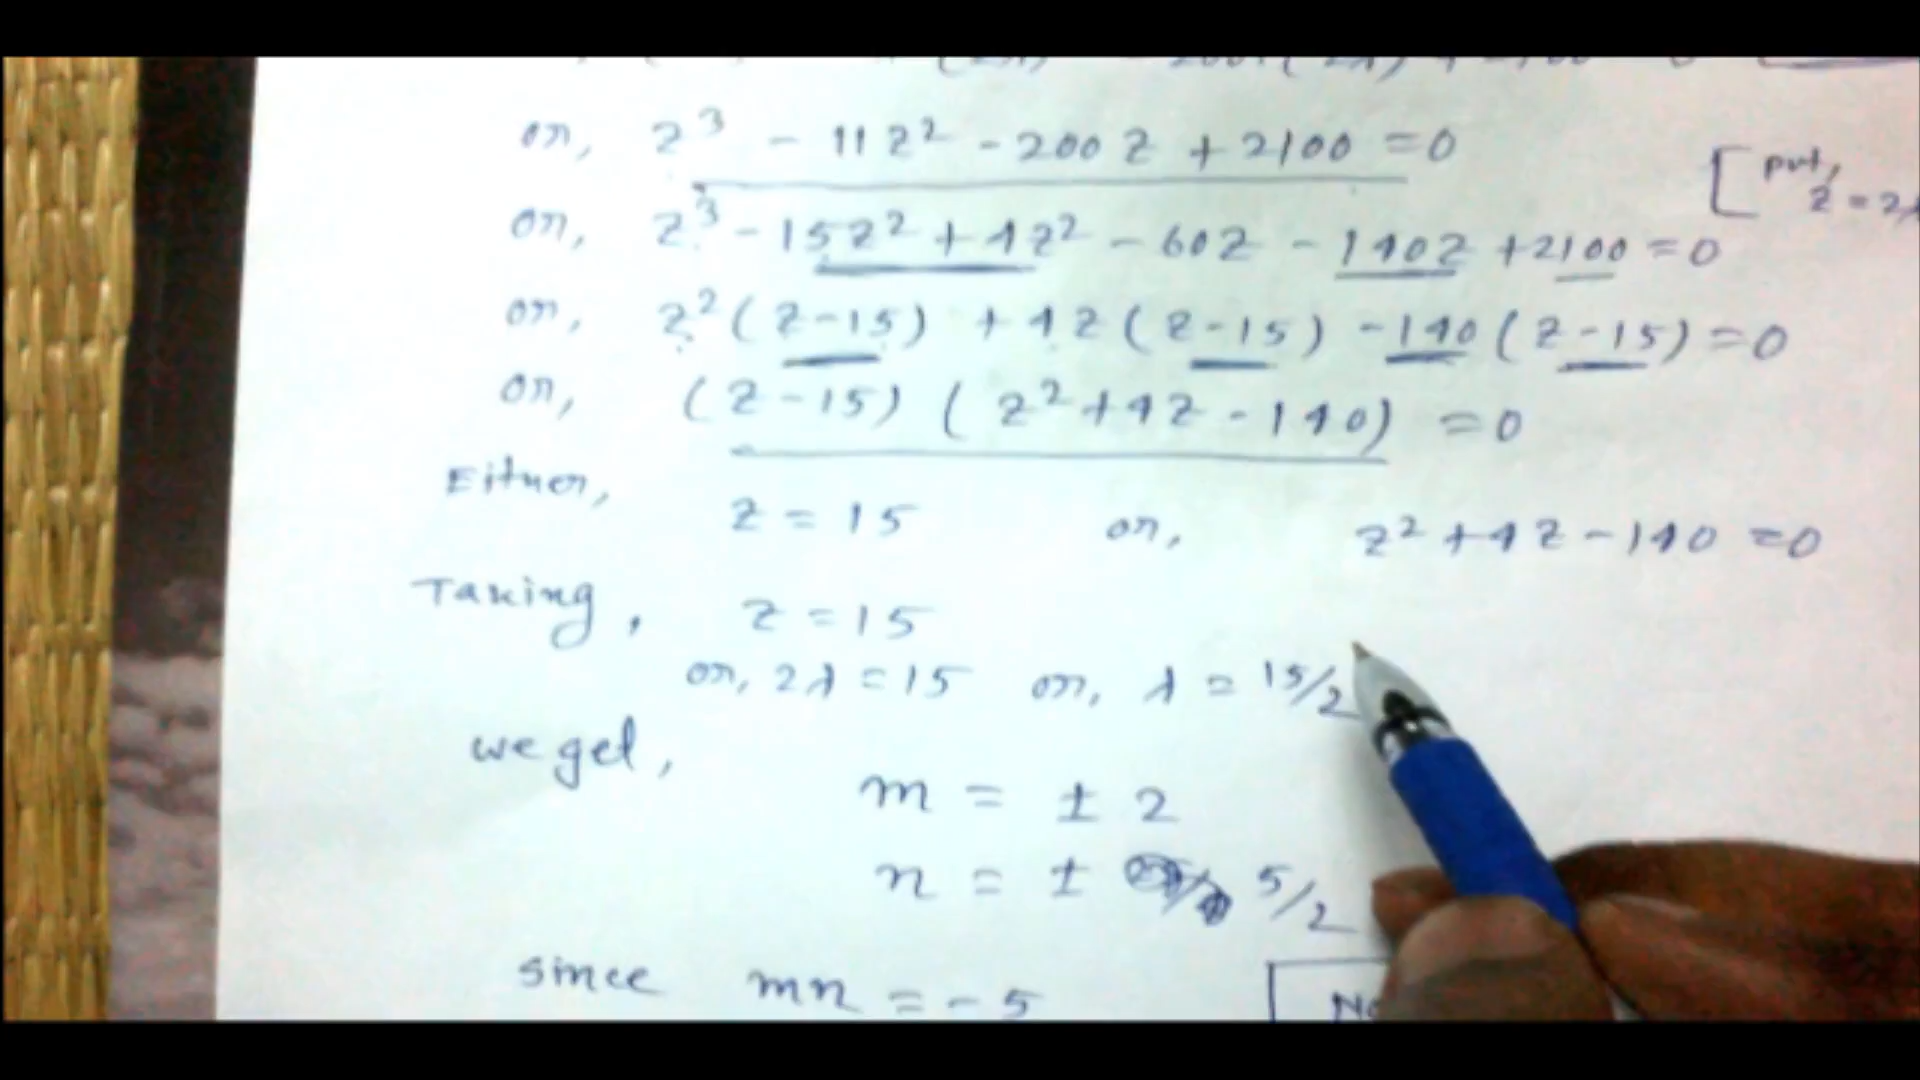 or, z³ - 11z² - 200z + 2100 = 0
[put, z = 2λ
or, z³ - 15z² + 4z² - 60z - 140z + 2100 = 0
or, z²(z-15) + 4z(z-15) - 140(z-15) = 0
or, (z-15) (z²+4z-140) = 0
Either, z = 15 or, z²+4z-140 = 0
Taking, z = 15
or, 2λ = 15 or, λ = 15/2
we get,
m = ± 2
n = ± 5/2
since mn = -5